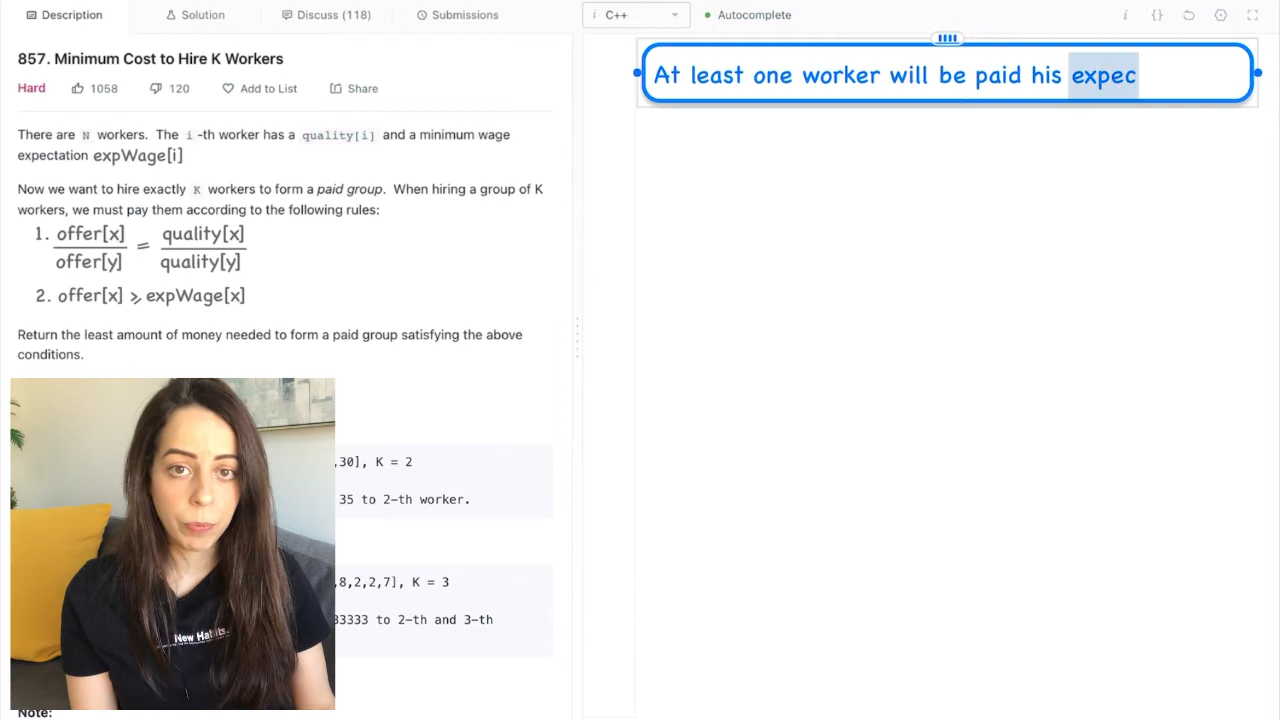 Description
Solution
Discuss (118)
Submissions
i C++
Autocomplete
i {}
857. Minimum Cost to Hire K Workers
Hard 1058 120 Add to List Share
There are N workers. The i -th worker has a quality[i] and a minimum wage
expectation expWage[i]
Now we want to hire exactly K workers to form a paid group. When hiring a group of K
workers, we must pay them according to the following rules:
1. offer[x] / offer[y] = quality[x] / quality[y]
2. offer[x] ⩾ expWage[x]
Return the least amount of money needed to form a paid group satisfying the above
conditions.
,30], K = 2
35 to 2-th worker.
,8,2,2,7], K = 3
33333 to 2-th and 3-th
Note:
New Habits.
At least one worker will be paid his expec